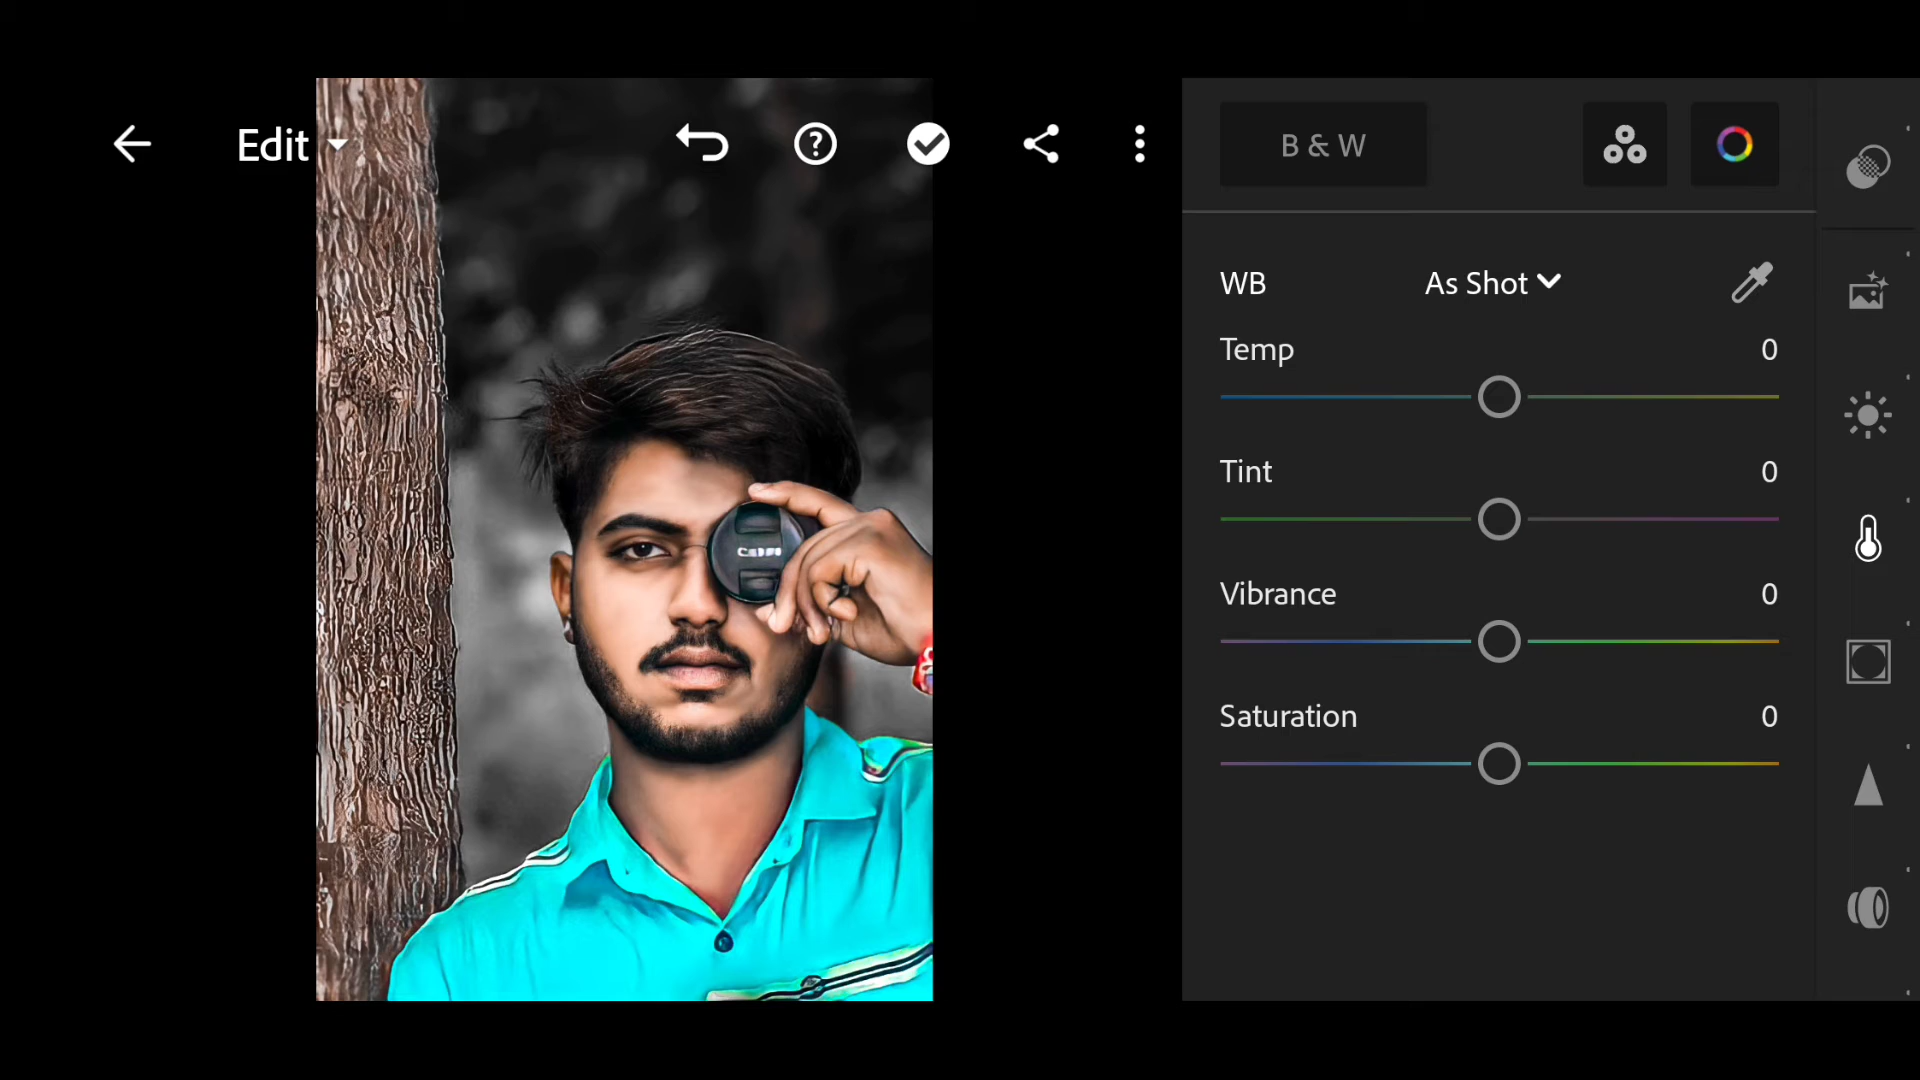 Edit
B & W
WB As Shot
Temp 0
Tint 0
Vibrance 0
Saturation 0